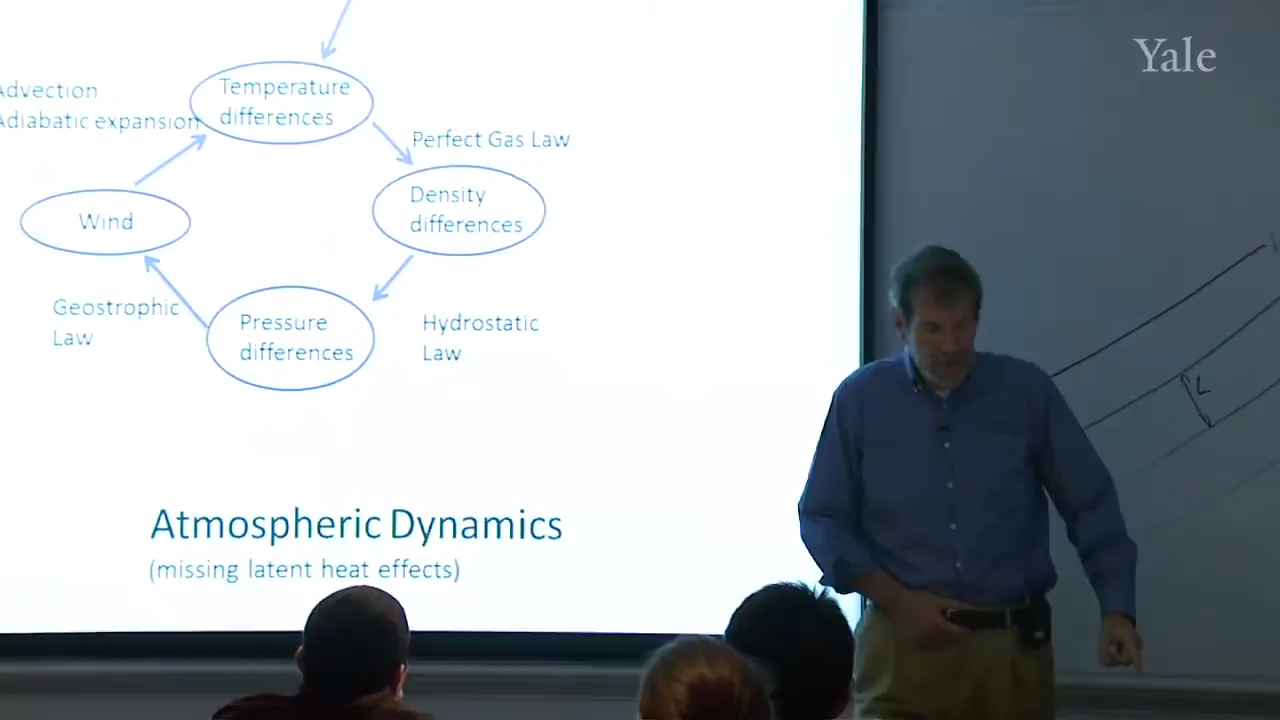 Yale
Temperature
differences
Advection
Adiabatic expansion
Perfect Gas Law
Density
differences
Wind
Geostrophic
Law
Pressure
differences
Hydrostatic
Law
L
Atmospheric Dynamics
(missing latent heat effects)